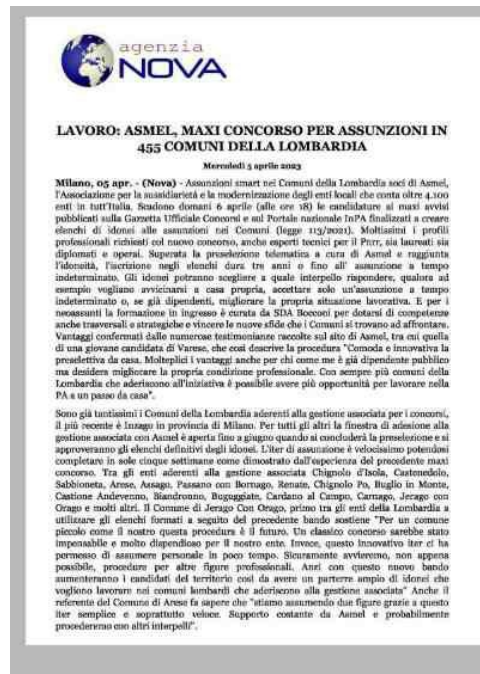 agenzia
NOVA
LAVORO: ASMEL, MAXI CONCORSO PER ASSUNZIONI IN
455 COMUNI DELLA LOMBARDIA
Mercoledì 5 aprile 2023
Milano, 05 apr. - (Nova) - Assunzioni smart nei Comuni della Lombardia soci di Asmel,
l'Associazione per la sussidiarietà e la modernizzazione degli enti locali che conta oltre 4.100
enti in tutt'Italia. Scadono domani 6 aprile (alle ore 18) le candidature ai maxi avvisi
pubblicati sulla Gazzetta Ufficiale Concorsi e sul Portale nazionale InPA finalizzati a creare
elenchi di idonei alle assunzioni nei Comuni (legge 113/2021). Moltissimi i profili
professionali richiesti col nuovo concorso, anche esperti tecnici per il Pnrr, sia laureati sia
diplomati e operai. Superata la preselezione telematica a cura di Asmel e raggiunta
l'idoneità, l'iscrizione negli elenchi dura tre anni o fino all' assunzione a tempo
indeterminato. Gli idonei potranno scegliere a quale interpello rispondere, qualora ad
esempio vogliano avvicinarsi a casa propria, accettare solo un'assunzione a tempo
indeterminato o, se già dipendenti, migliorare la propria situazione lavorativa. E per i
neoassunti la formazione in ingresso è curata da SDA Bocconi per dotarsi di competenze
anche trasversali e strategiche e vincere le nuove sfide che i Comuni si trovano ad affrontare.
Vantaggi confermati dalle numerose testimonianze raccolte sul sito di Asmel, tra cui quella
di una giovane candidata di Varese, che così descrive la procedura "Comoda e innovativa la
preselettiva da casa. Molteplici i vantaggi anche per chi come me è già dipendente pubblico
ma desidera migliorare la propria condizione professionale. Con sempre più comuni della
Lombardia che aderiscono all'iniziativa è possibile avere più opportunità per lavorare nella
PA a un passo da casa".
Sono già tantissimi i Comuni della Lombardia aderenti alla gestione associata per i concorsi,
il più recente è Inzago in provincia di Milano. Per tutti gli altri la finestra di adesione alla
gestione associata con Asmel è aperta fino a giugno quando si concluderà la preselezione e si
approveranno gli elenchi definitivi degli idonei. L'iter di assunzione è velocissimo potendosi
completare in sole cinque settimane come dimostrato dall'esperienza del precedente maxi
concorso. Tra gli enti aderenti alla gestione associata Chignolo d'Isola, Castenedolo,
Sabbioneta, Arese, Assago, Passano con Bornago, Renate, Chignolo Po, Buglio in Monte,
Castione Andevenno, Biandronno, Buguggiate, Cardano al Campo, Carnago, Jerago con
Orago e molti altri. Il Comune di Jerago Con Orago, primo tra gli enti della Lombardia a
utilizzare gli elenchi formati a seguito del precedente bando sostiene "Per un comune
piccolo come il nostro questa procedura è il futuro. Un classico concorso sarebbe stato
impensabile e molto dispendioso per il nostro ente. Invece, questo innovativo iter ci ha
permesso di assumere personale in poco tempo. Sicuramente avvieremo, non appena
possibile, procedure per altre figure professionali. Anzi con questo nuovo bando
aumenteranno i candidati del territorio così da avere un parterre ampio di idonei che
vogliono lavorare nei comuni lombardi che aderiscono alla gestione associata" Anche il
referente del Comune di Arese fa sapere che "stiamo assumendo due figure grazie a questo
iter semplice e soprattutto veloce. Supporto costante da Asmel e probabilmente
procederemo con altri interpelli".